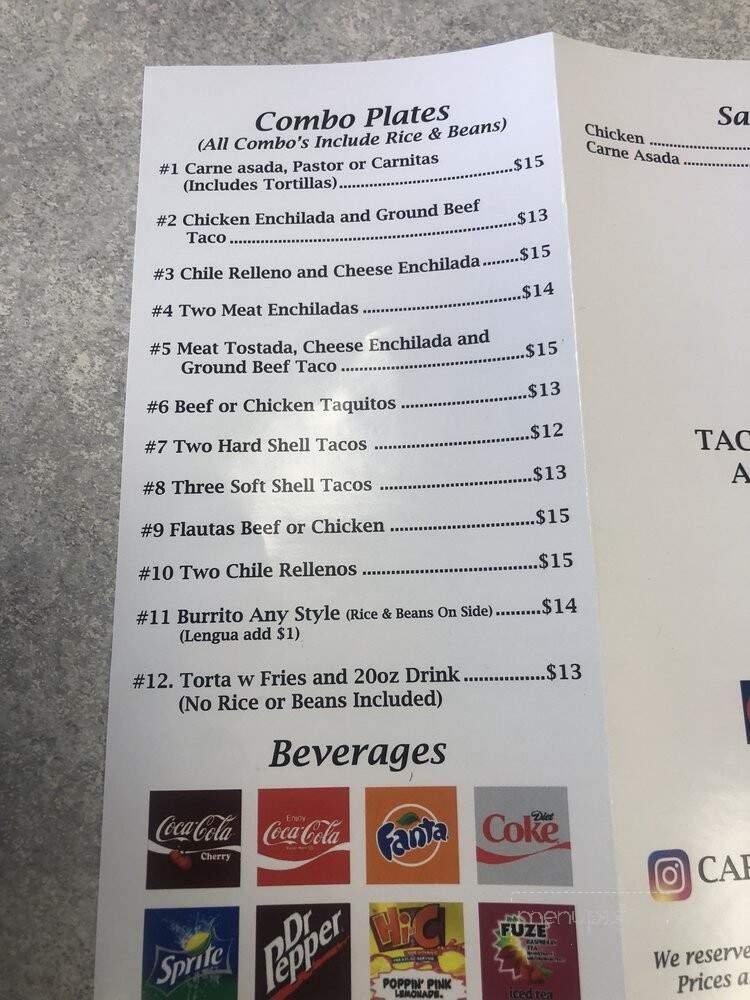 Combo Plates
(All Combo's Include Rice & Beans)
#1 Carne asada, Pastor or Carnitas
(Includes Tortillas)..............................$15
#2 Chicken Enchilada and Ground Beef
Taco ..................................................$13
#3 Chile Relleno and Cheese Enchilada.......$15
#4 Two Meat Enchiladas ..............................$14
#5 Meat Tostada, Cheese Enchilada and
Ground Beef Taco ..................................$15
#6 Beef or Chicken Taquitos .......................$13
#7 Two Hard Shell Tacos ............................$12
#8 Three Soft Shell Tacos ............................$13
#9 Flautas Beef or Chicken ..........................$15
#10 Two Chile Rellenos ................................$15
#11 Burrito Any Style (Rice & Beans On Side) .........$14
(Lengua add $1)
#12. Torta w Fries and 20oz Drink .................$13
(No Rice or Beans Included)
Beverages
Coca-Cola
Cherry
Enjoy
Coca-Cola
Fanta
Diet
Coke
Sprite
Dr
Pepper
Hi-C
POPPIN' PINK
LEMONADE.
FUZE
RASPBERRY
TEA
iced tea
Sa
Chicken ..................
Carne Asada ..............
TAC
A
CAF
We reserve
Prices a
menupix